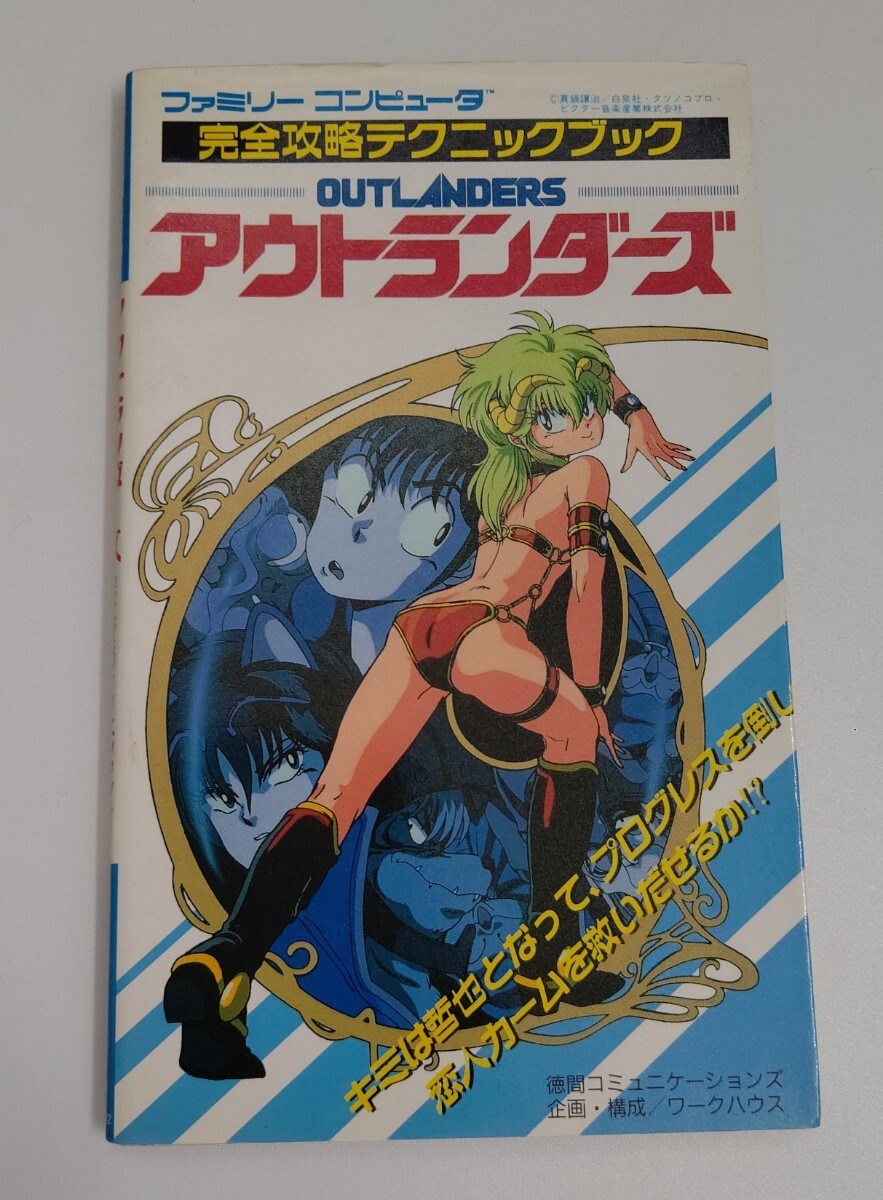 ファミリー コンピュータ™
©真鍋譲治／白泉社・タツノコプロ・
ビクター音楽産業株式会社
完全攻略テクニックブック
OUTLANDERS
アウトランダーズ
キミは哲也となって、プログレスを倒し
恋人カームを救いだせるか!?
徳間コミュニケーションズ
企画・構成／ワークハウス
2